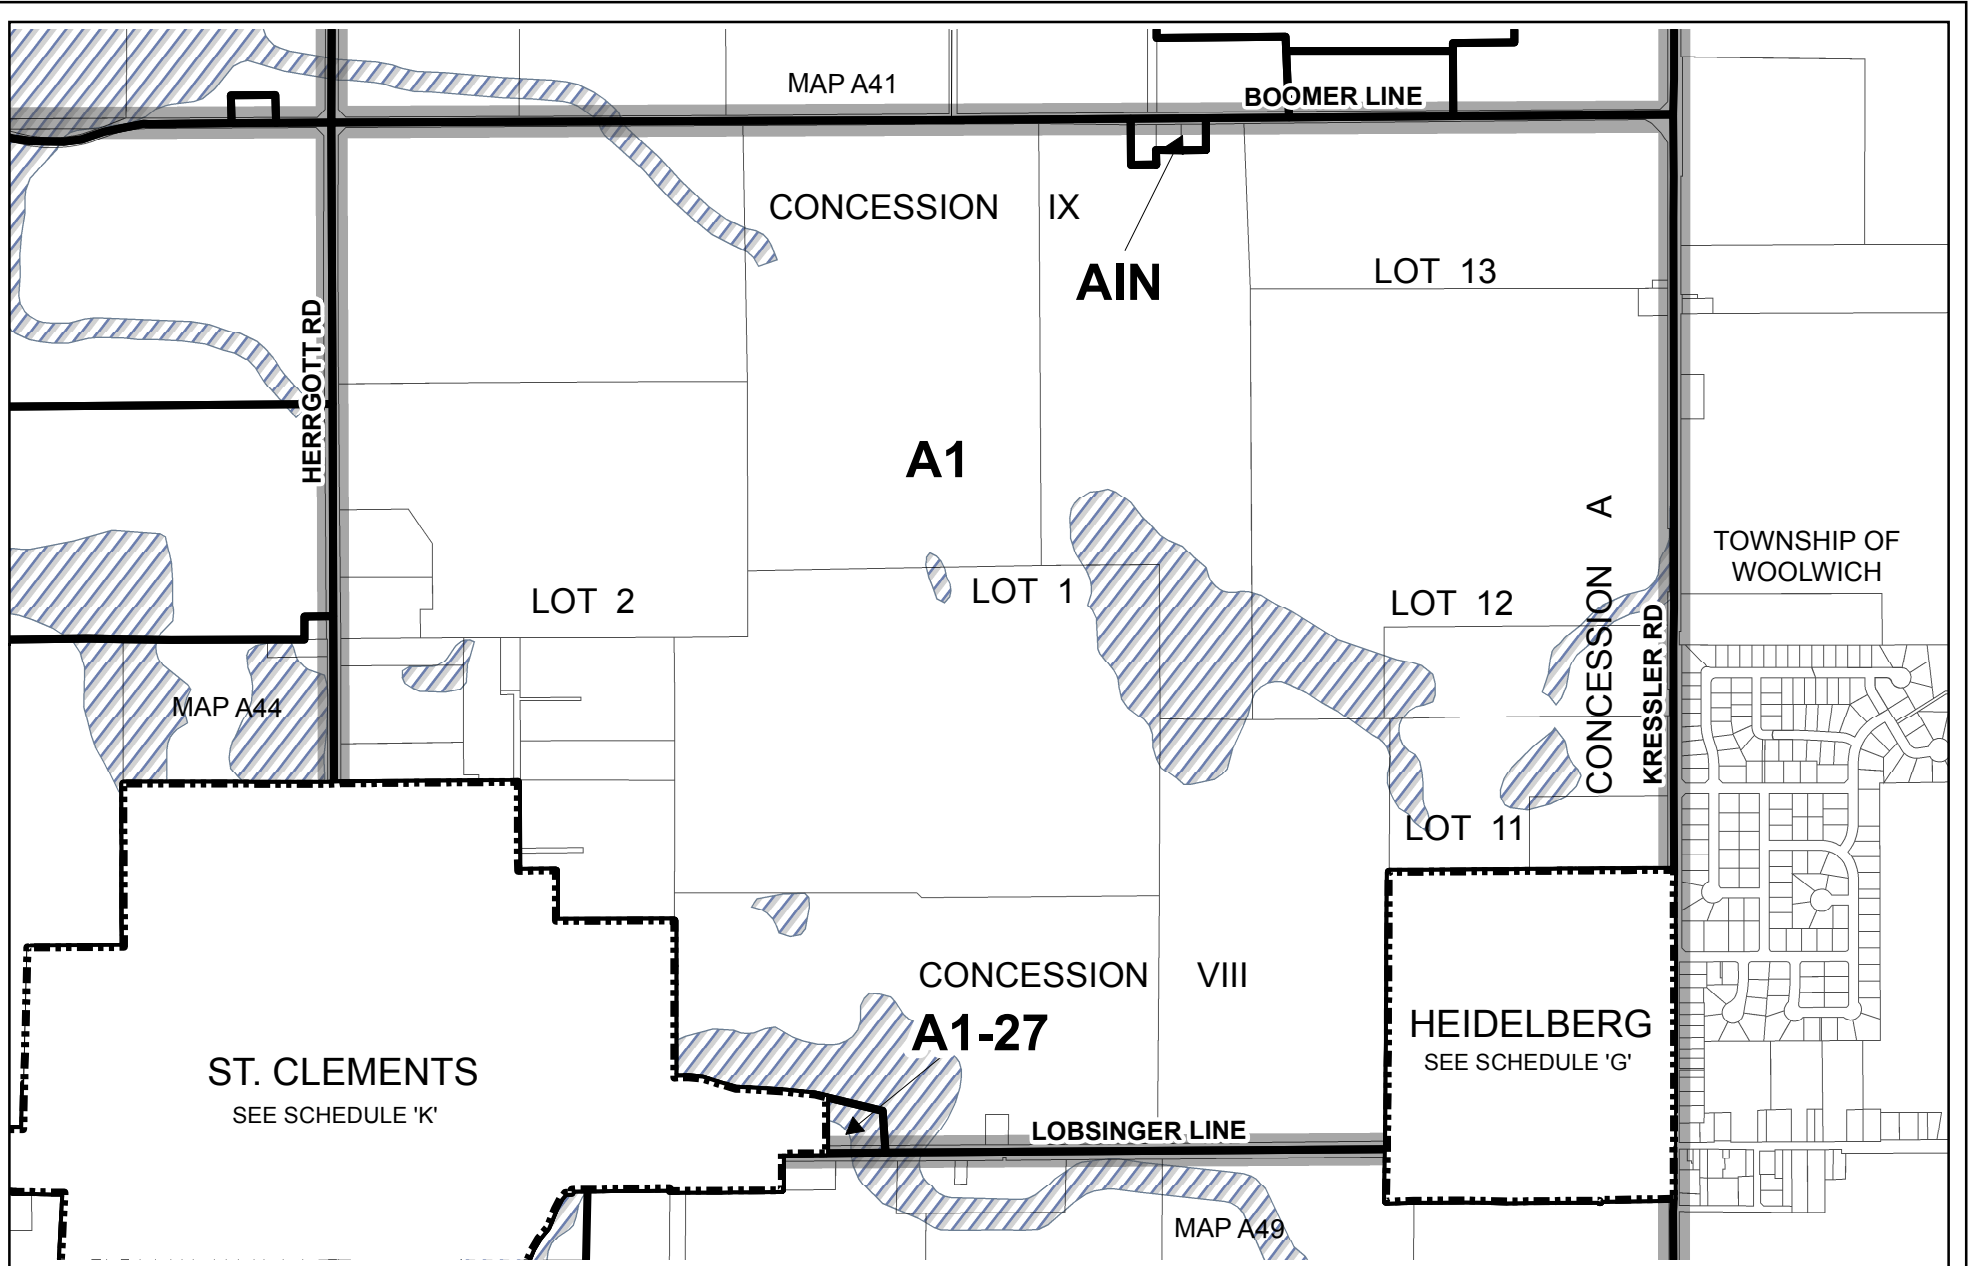 MAP A41
BOOMER LINE
CONCESSION IX
AIN
LOT 13
HERRGOTT RD
A1
CONCESSION A
TOWNSHIP OF
WOOLWICH
LOT 2
LOT 1
LOT 12
KRESSLER RD
MAP A44
LOT 11
CONCESSION VIII
A1-27
HEIDELBERG
SEE SCHEDULE 'G'
ST. CLEMENTS
SEE SCHEDULE 'K'
LOBSINGER LINE
MAP A49